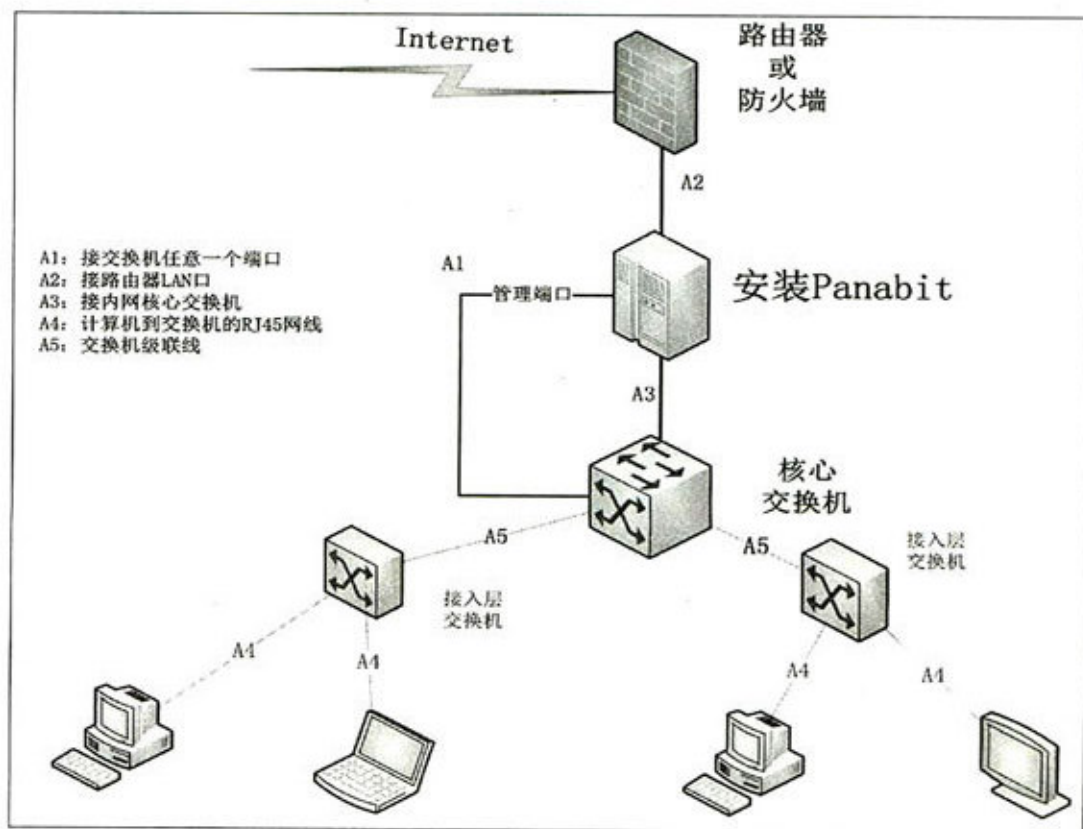 Internet
路由器
或
防火墙
A2
A1：接交换机任意一个端口
A2：接路由器LAN口
A3：接内网核心交换机
A4：计算机到交换机的RJ45网线
A5：交换机级联线
A1
管理端口
安装Panabit
A3
核心
交换机
A5
A5
接入层
交换机
接入层
交换机
A4
A4
A4
A4